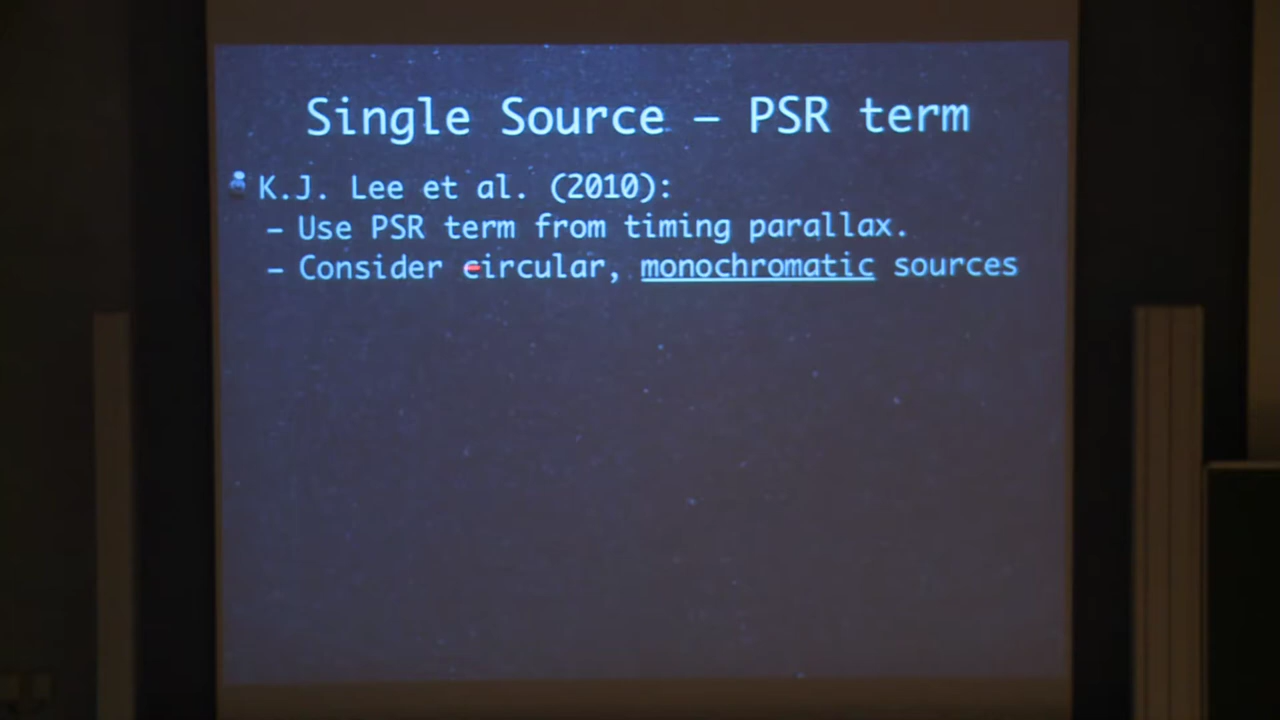 Single Source – PSR term
K.J. Lee et al. (2010):
– Use PSR term from timing parallax.
– Consider circular, monochromatic sources